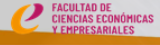 FACULTAD DE
CIENCIAS ECONÓMICAS
Y EMPRESARIALES